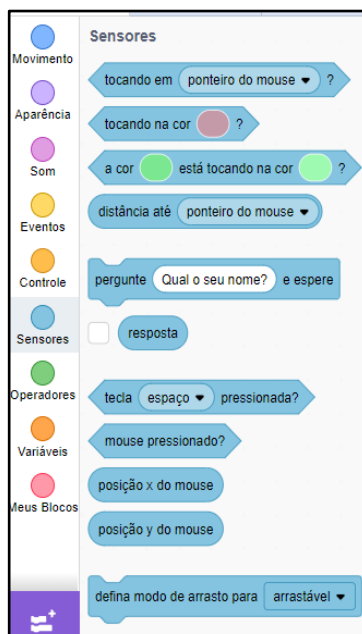 Movimento
Aparência
Som
Eventos
Controle
Sensores
Operadores
Variáveis
Meus Blocos
Sensores
tocando em ponteiro do mouse ?
tocando na cor ?
a cor está tocando na cor ?
distância até ponteiro do mouse
pergunte Qual o seu nome? e espere
resposta
tecla espaço pressionada?
mouse pressionado?
posição x do mouse
posição y do mouse
defina modo de arrasto para arrastável